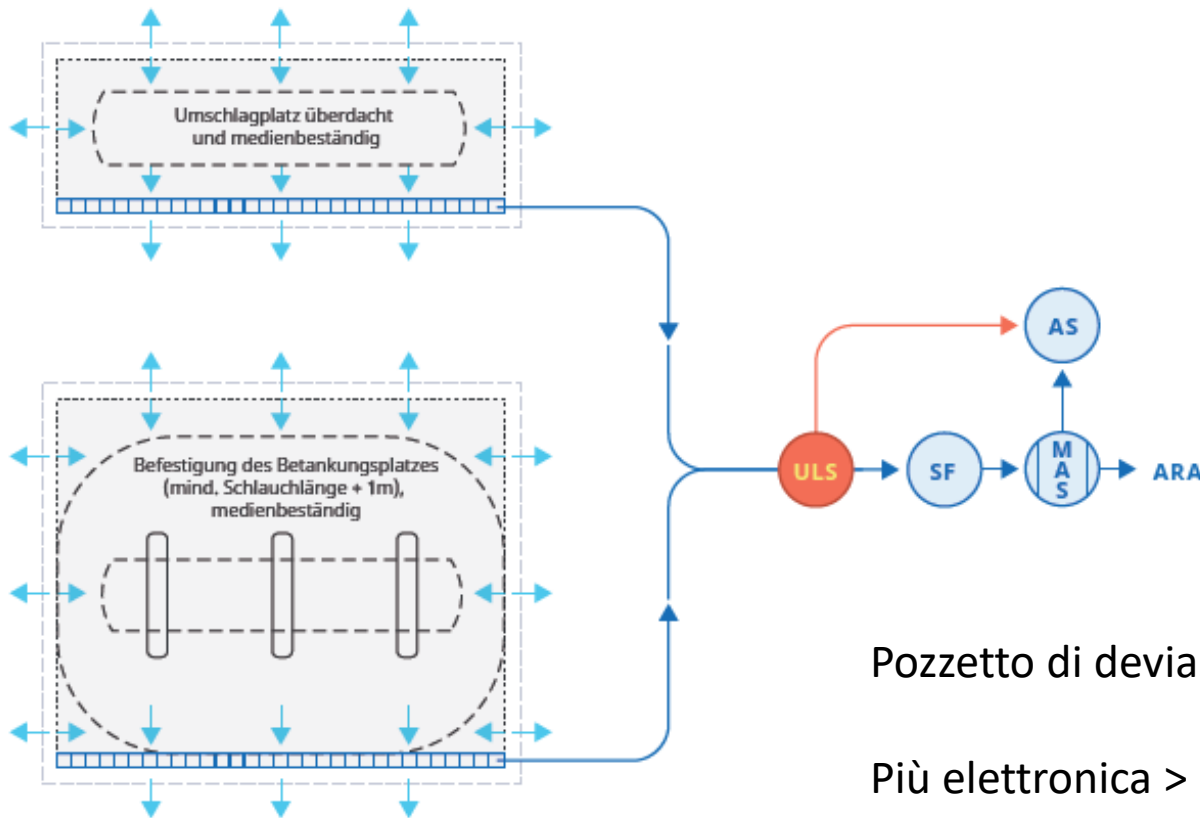 Umschlagplatz überdacht
und medienbeständig
Befestigung des Betankungsplatzes
(mind. Schlauchlänge + 1m),
medienbeständig
AS
ULS
SF
MAS
ARA
Pozzetto di devia
Più elettronica >